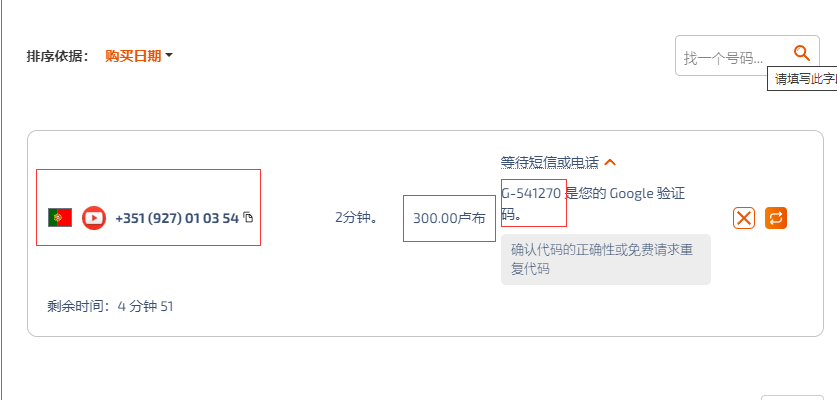 排序依据： 购买日期
找一个号码...
请填写此字
等待短信或电话
+351 (927) 01 03 54
2分钟。
300.00卢布
G-541270 是您的 Google 验证
码。
确认代码的正确性或免费请求重
复代码
剩余时间：4 分钟 51